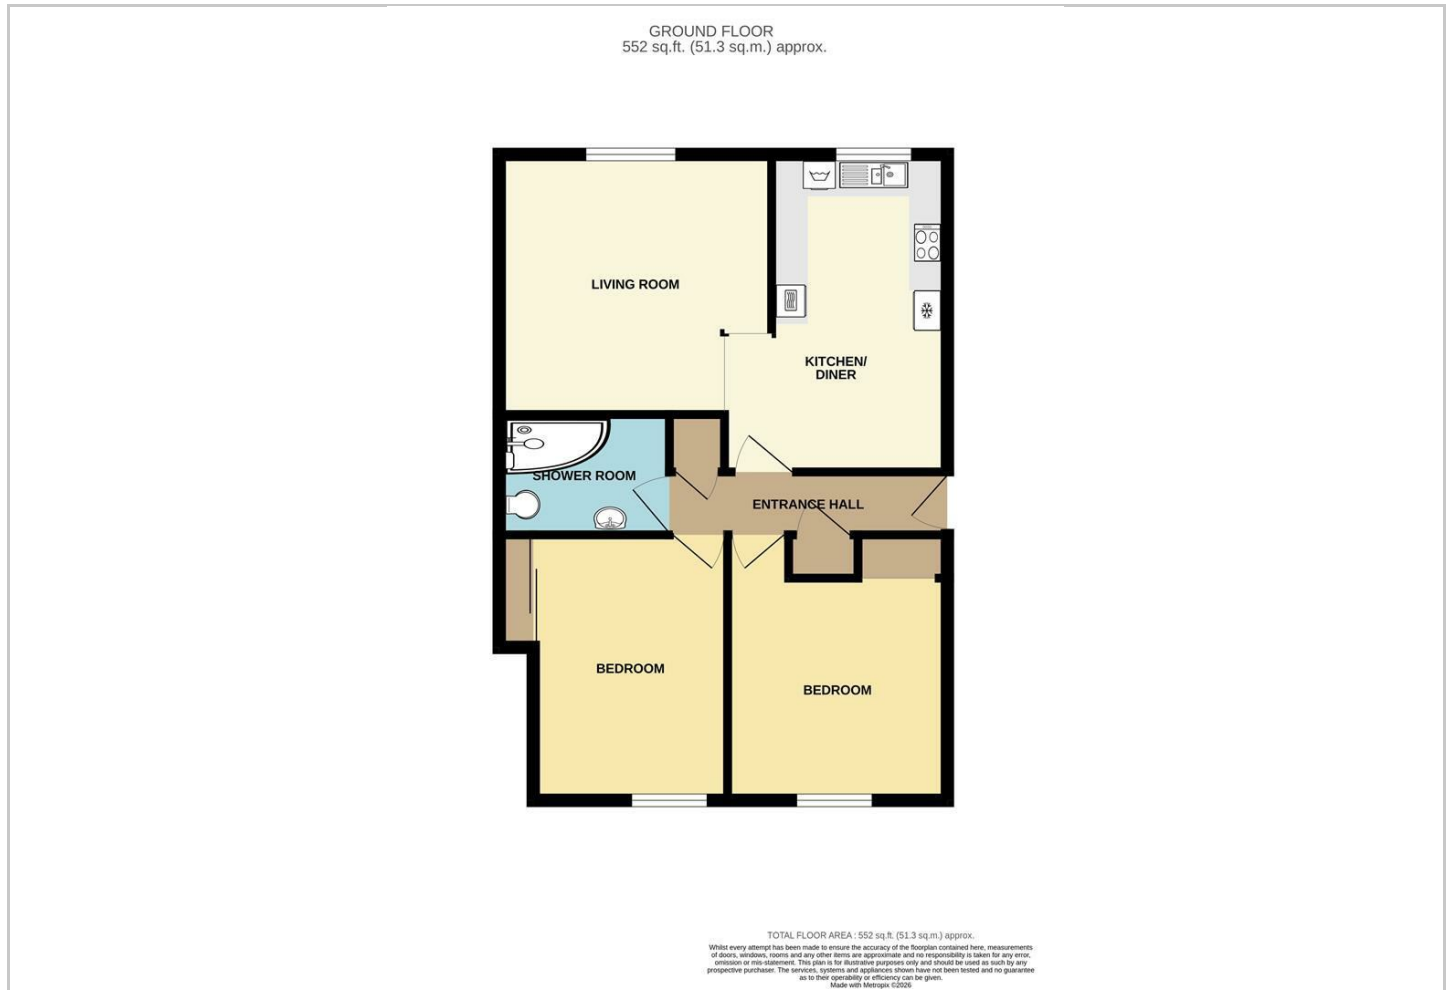 GROUND FLOOR
552 sq.ft. (51.3 sq.m.) approx.
LIVING ROOM
KITCHEN/
DINER
SHOWER ROOM
ENTRANCE HALL
BEDROOM
BEDROOM
TOTAL FLOOR AREA : 552 sq.ft. (51.3 sq.m.) approx.
Whilst every attempt has been made to ensure the accuracy of the floorplan contained here, measurements
of doors, windows, rooms and any other items are approximate and no responsibility is taken for any error,
omission or mis-statement. This plan is for illustrative purposes only and should be used as such by any
prospective purchaser. The services, systems and appliances shown have not been tested and no guarantee
as to their operability or efficiency can be given.
Made with Metropix ©2026